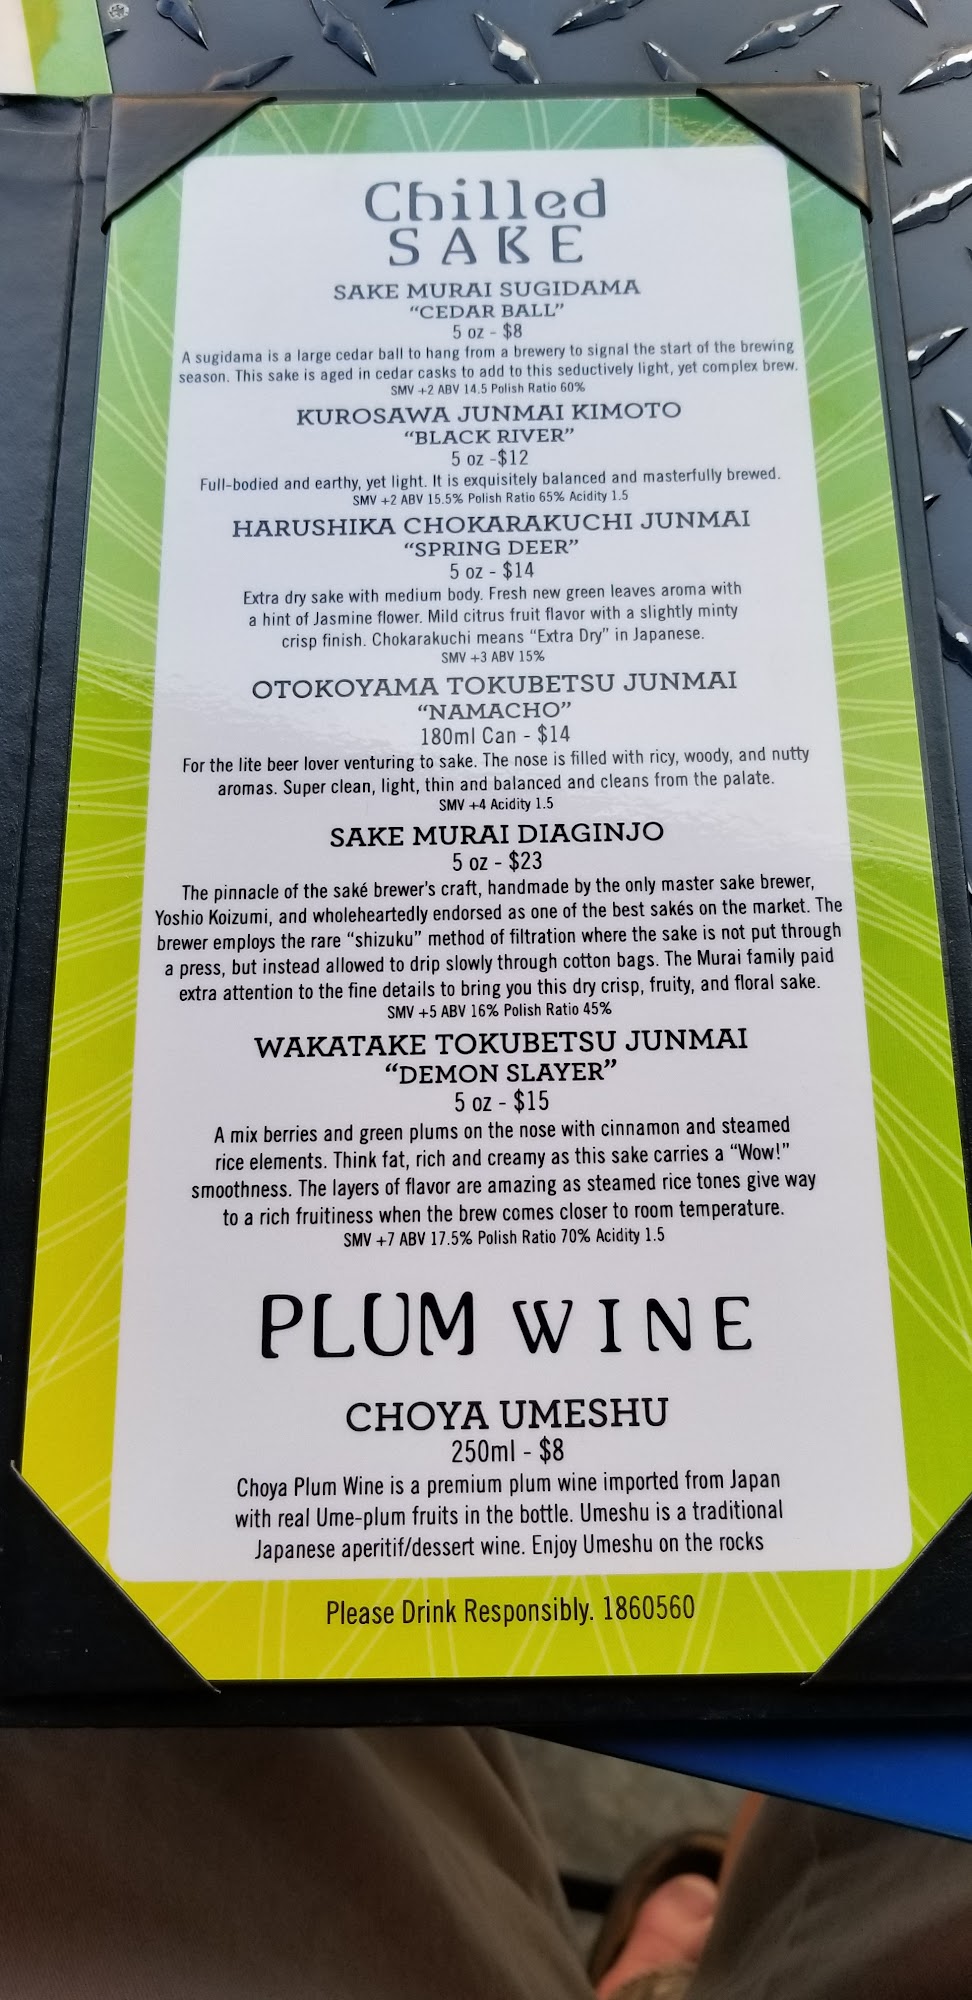 Chilled
SAKE
SAKE MURAI SUGIDAMA
“CEDAR BALL”
5 oz - $8
A sugidama is a large cedar ball to hang from a brewery to signal the start of the brewing
season. This sake is aged in cedar casks to add to this seductively light, yet complex brew.
SMV +2 ABV 14.5 Polish Ratio 60%
KUROSAWA JUNMAI KIMOTO
“BLACK RIVER”
5 oz -$12
Full-bodied and earthy, yet light. It is exquisitely balanced and masterfully brewed.
SMV +2 ABV 15.5% Polish Ratio 65% Acidity 1.5
HARUSHIKA CHOKARAKUCHI JUNMAI
“SPRING DEER”
5 oz - $14
Extra dry sake with medium body. Fresh new green leaves aroma with
a hint of Jasmine flower. Mild citrus fruit flavor with a slightly minty
crisp finish. Chokarakuchi means “Extra Dry” in Japanese.
SMV +3 ABV 15%
OTOKOYAMA TOKUBETSU JUNMAI
“NAMACHO”
180ml Can - $14
For the lite beer lover venturing to sake. The nose is filled with ricy, woody, and nutty
aromas. Super clean, light, thin and balanced and cleans from the palate.
SMV +4 Acidity 1.5
SAKE MURAI DIAGINJO
5 oz - $23
The pinnacle of the saké brewer's craft, handmade by the only master sake brewer,
Yoshio Koizumi, and wholeheartedly endorsed as one of the best sakés on the market. The
brewer employs the rare “shizuku” method of filtration where the sake is not put through
a press, but instead allowed to drip slowly through cotton bags. The Murai family paid
extra attention to the fine details to bring you this dry crisp, fruity, and floral sake.
SMV +5 ABV 16% Polish Ratio 45%
WAKATAKE TOKUBETSU JUNMAI
“DEMON SLAYER”
5 oz - $15
A mix berries and green plums on the nose with cinnamon and steamed
rice elements. Think fat, rich and creamy as this sake carries a “Wow!”
smoothness. The layers of flavor are amazing as steamed rice tones give way
to a rich fruitiness when the brew comes closer to room temperature.
SMV +7 ABV 17.5% Polish Ratio 70% Acidity 1.5
PLUM WINE
CHOYA UMESHU
250ml - $8
Choya Plum Wine is a premium plum wine imported from Japan
with real Ume-plum fruits in the bottle. Umeshu is a traditional
Japanese aperitif/dessert wine. Enjoy Umeshu on the rocks
Please Drink Responsibly. 1860560